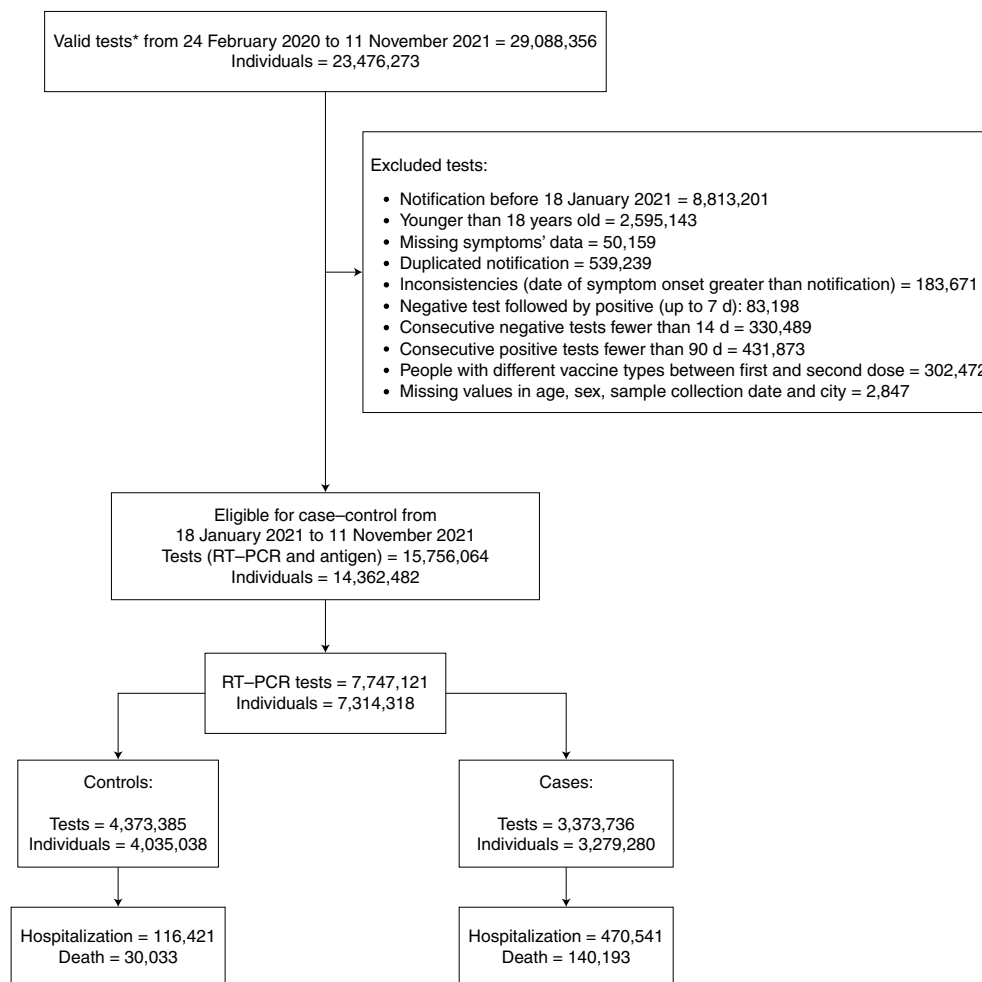 Valid tests* from 24 February 2020 to 11 November 2021 = 29,088,356
Individuals = 23,476,273
Excluded tests:
• Notification before 18 January 2021 = 8,813,201
• Younger than 18 years old = 2,595,143
• Missing symptoms' data = 50,159
• Duplicated notification = 539,239
• Inconsistencies (date of symptom onset greater than notification) = 183,671
• Negative test followed by positive (up to 7 d): 83,198
• Consecutive negative tests fewer than 14 d = 330,489
• Consecutive positive tests fewer than 90 d = 431,873
• People with different vaccine types between first and second dose = 302,472
• Missing values in age, sex, sample collection date and city = 2,847
Eligible for case–control from
18 January 2021 to 11 November 2021
Tests (RT–PCR and antigen) = 15,756,064
Individuals = 14,362,482
RT–PCR tests = 7,747,121
Individuals = 7,314,318
Controls:
Tests = 4,373,385
Individuals = 4,035,038
Cases:
Tests = 3,373,736
Individuals = 3,279,280
Hospitalization = 116,421
Death = 30,033
Hospitalization = 470,541
Death = 140,193